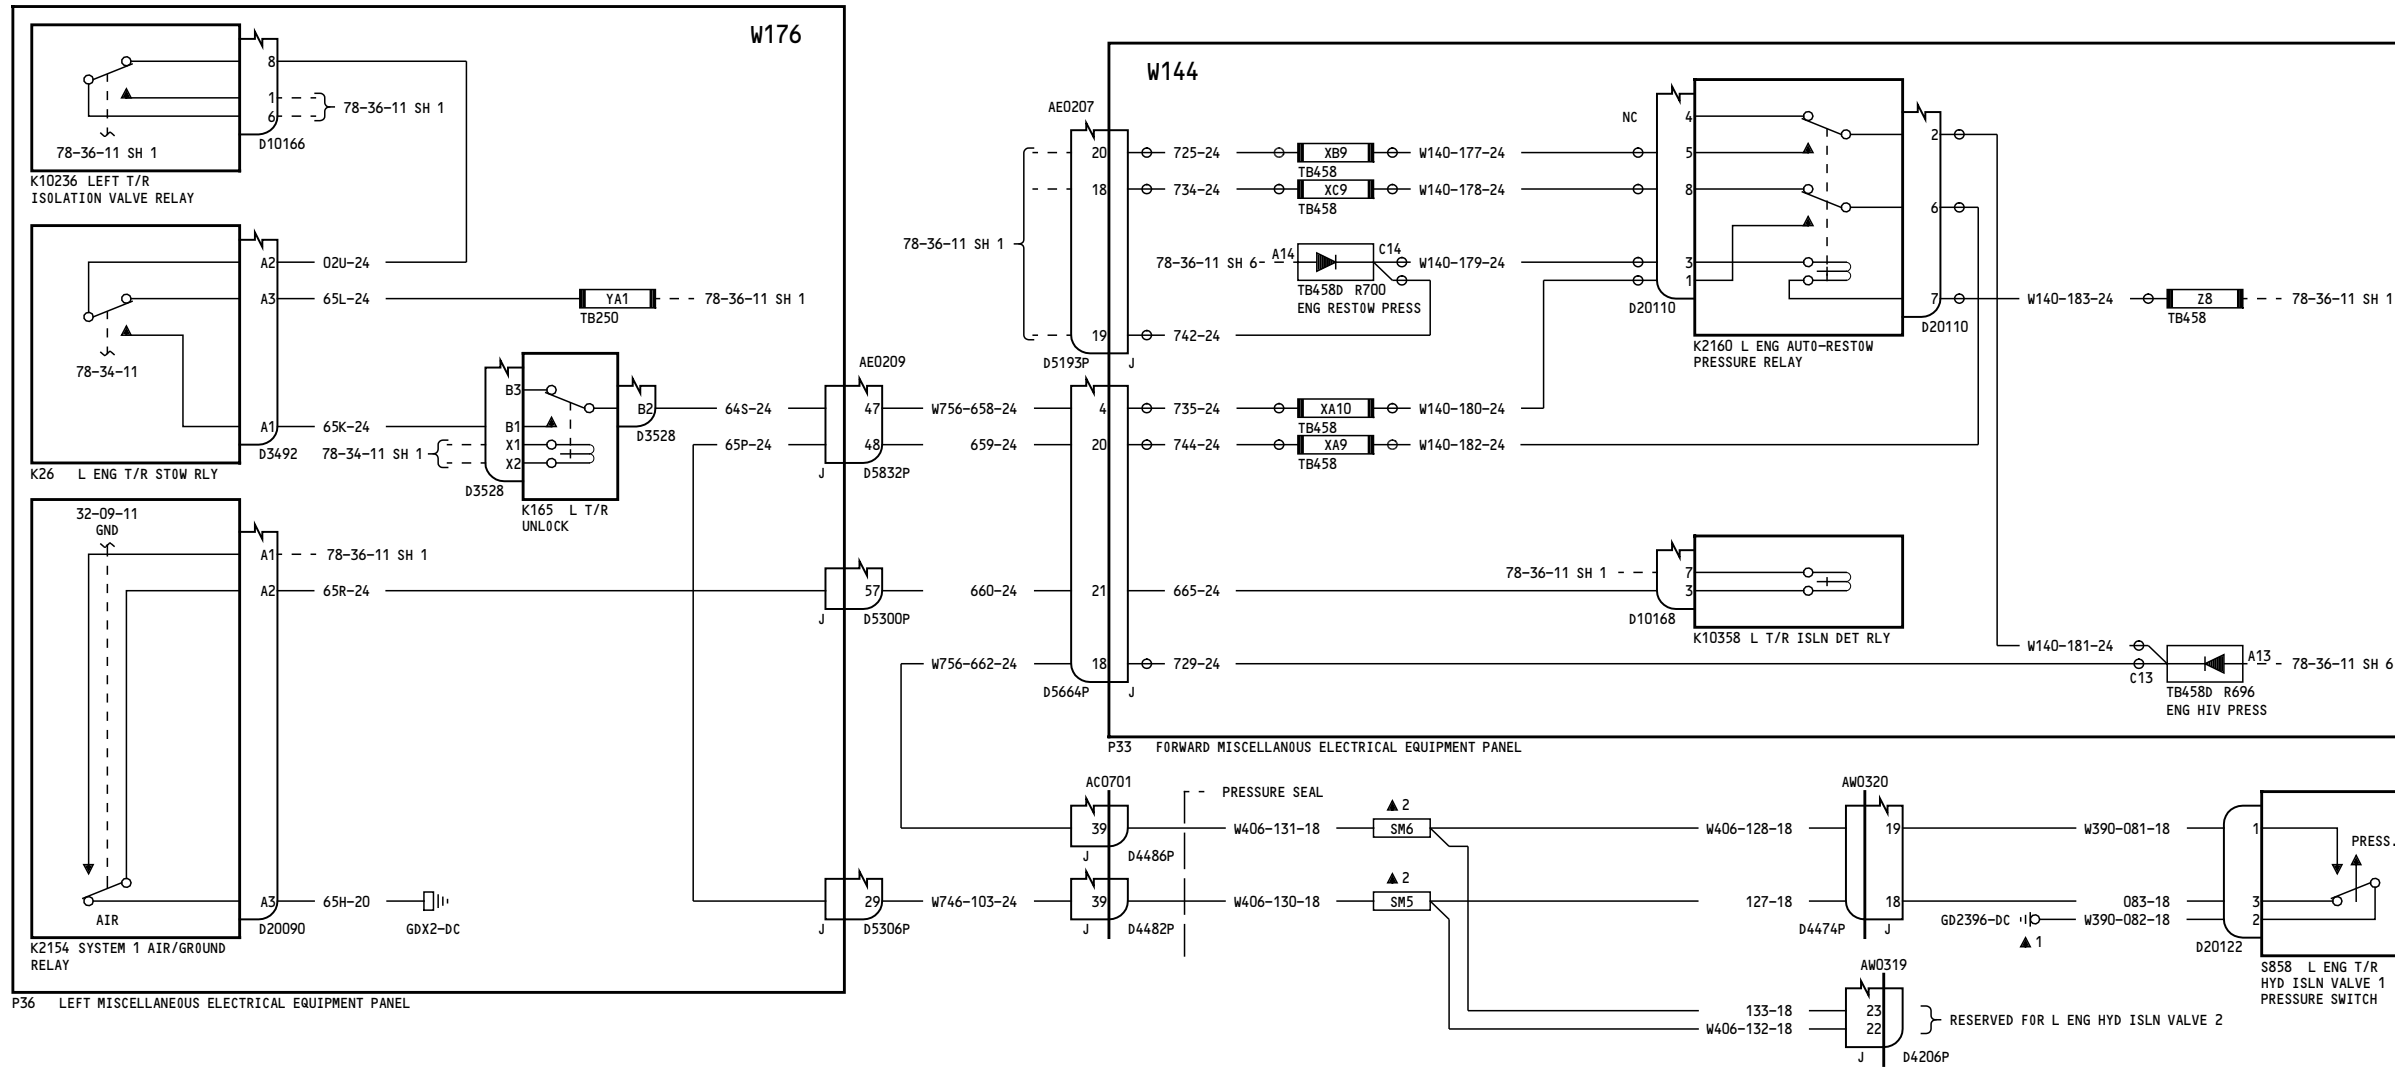 W176
8
1
6
78-36-11 SH 1
D10166
78-36-11 SH 1
K10236 LEFT T/R
ISOLATION VALVE RELAY
A2
02U-24
A3
65L-24
YA1
78-36-11 SH 1
TB250
78-34-11
A1
65K-24
D3492
78-34-11 SH 1
K26 L ENG T/R STOW RLY
B3
B1
X1
X2
B2
D3528
D3528
K165 L T/R
UNLOCK
64S-24
65P-24
AE0209
47
48
J
D5832P
32-09-11
GND
A1
78-36-11 SH 1
A2
65R-24
57
J
D5300P
AIR
A3
65H-20
D20090
GDX2-DC
29
J
D5306P
K2154 SYSTEM 1 AIR/GROUND
RELAY
P36 LEFT MISCELLANEOUS ELECTRICAL EQUIPMENT PANEL
W144
AE0207
20
725-24
XB9
W140-177-24
TB458
18
734-24
XC9
W140-178-24
TB458
78-36-11 SH 1
78-36-11 SH 6
A14
C14
W140-179-24
TB458D R700
ENG RESTOW PRESS
19
742-24
D5193P
J
NC
4
5
8
3
1
D20110
2
6
7
D20110
K2160 L ENG AUTO-RESTOW
PRESSURE RELAY
W140-183-24
Z8
78-36-11 SH 1
TB458
W756-658-24
4
735-24
XA10
W140-180-24
TB458
659-24
20
744-24
XA9
W140-182-24
TB458
660-24
21
665-24
78-36-11 SH 1
7
3
D10168
K10358 L T/R ISLN DET RLY
W756-662-24
18
729-24
D5664P
J
W140-181-24
C13
A13
78-36-11 SH 6
TB458D R696
ENG HIV PRESS
P33 FORWARD MISCELLANOUS ELECTRICAL EQUIPMENT PANEL
AC0701
PRESSURE SEAL
39
J
D4486P
W406-131-18
2
SM6
W406-128-18
AW0320
19
W390-081-18
1
PRESS.
W746-103-24
39
J
D4482P
W406-130-18
2
SM5
127-18
18
083-18
3
D4474P
J
GD2396-DC
W390-082-18
2
1
D20122
S858 L ENG T/R
HYD ISLN VALVE 1
PRESSURE SWITCH
AW0319
133-18
23
W406-132-18
22
RESERVED FOR L ENG HYD ISLN VALVE 2
J
D4206P